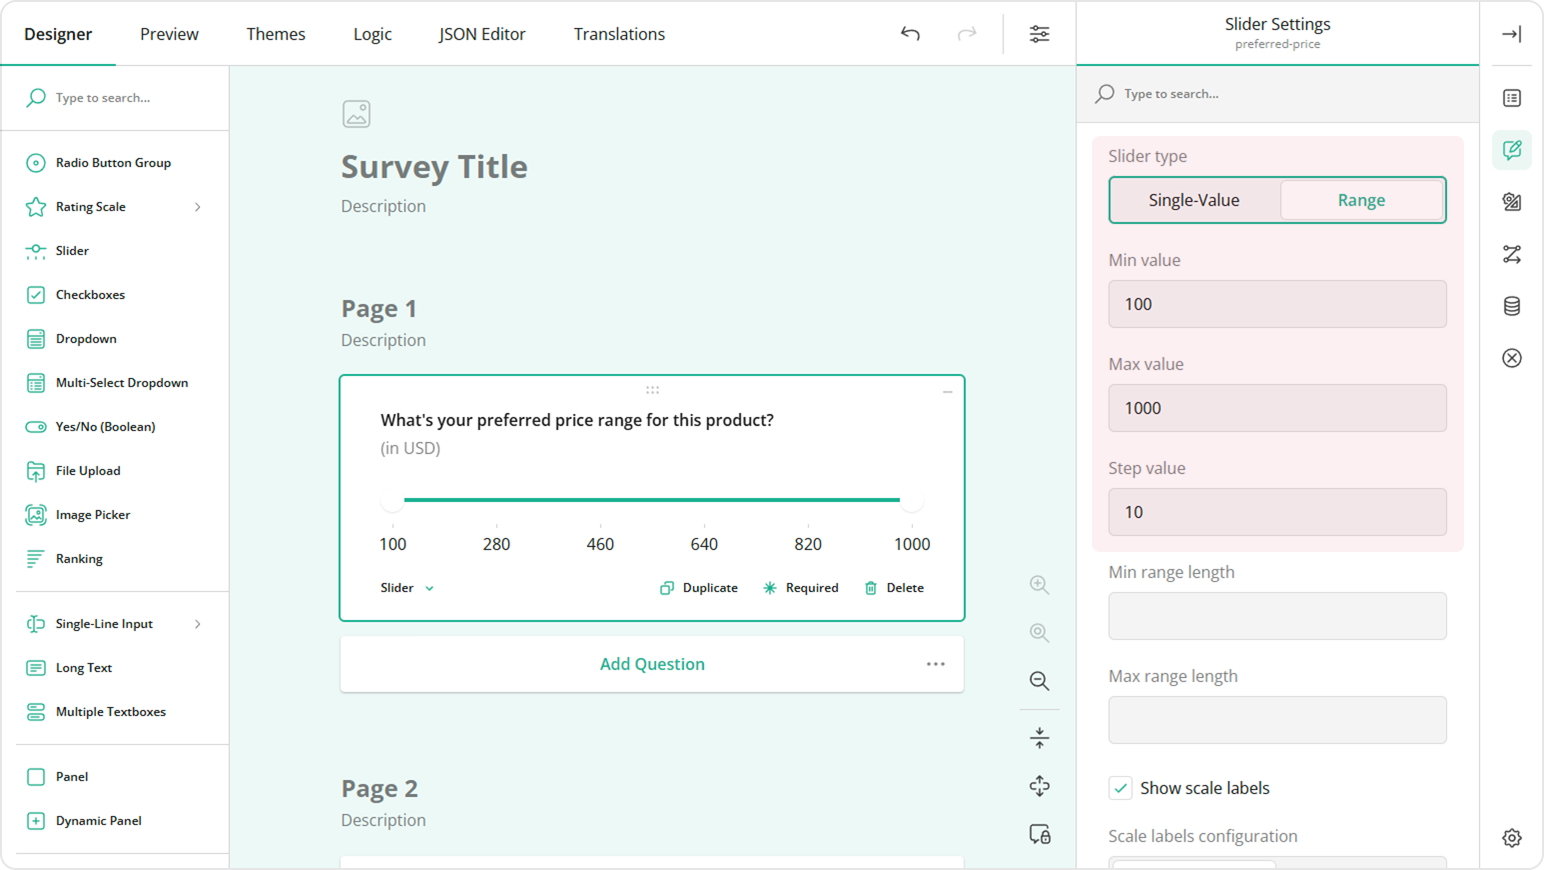 Designer
Preview
Themes
Logic
JSON Editor
Translations
Slider Settings
preferred-price
Type to search...
Radio Button Group
Rating Scale
Slider
Checkboxes
Dropdown
Multi-Select Dropdown
Yes/No (Boolean)
File Upload
Image Picker
Ranking
Single-Line Input
Long Text
Multiple Textboxes
Panel
Dynamic Panel
Survey Title
Description
Page 1
Description
What's your preferred price range for this product?
(in USD)
100 280 460 640 820 1000
Slider
Duplicate
Required
Delete
Add Question
Page 2
Description
Type to search...
Slider type
Single-Value
Range
Min value
100
Max value
1000
Step value
10
Min range length
Max range length
Show scale labels
Scale labels configuration